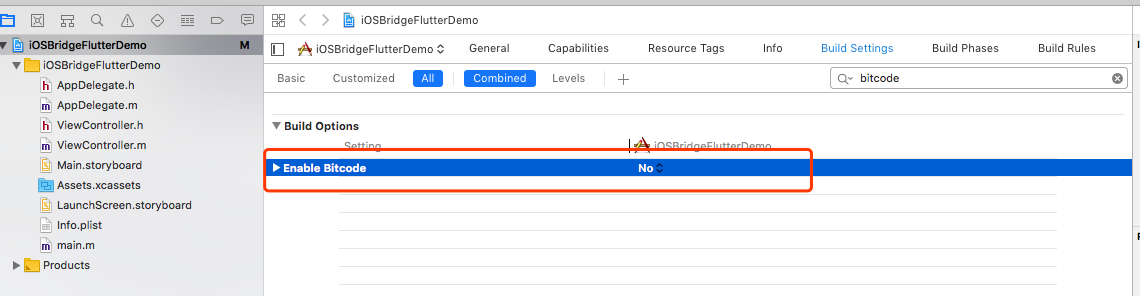 iOSBridgeFlutterDemo
iOSBridgeFlutterDemo M
iOSBridgeFlutterDemo
AppDelegate.h
AppDelegate.m
ViewController.h
ViewController.m
Main.storyboard
Assets.xcassets
LaunchScreen.storyboard
Info.plist
main.m
Products
iOSBridgeFlutterDemo General Capabilities Resource Tags Info Build Settings Build Phases Build Rules
Basic Customized All Combined Levels + bitcode
Build Options
Setting iOSBridgeFlutterDemo
Enable Bitcode No